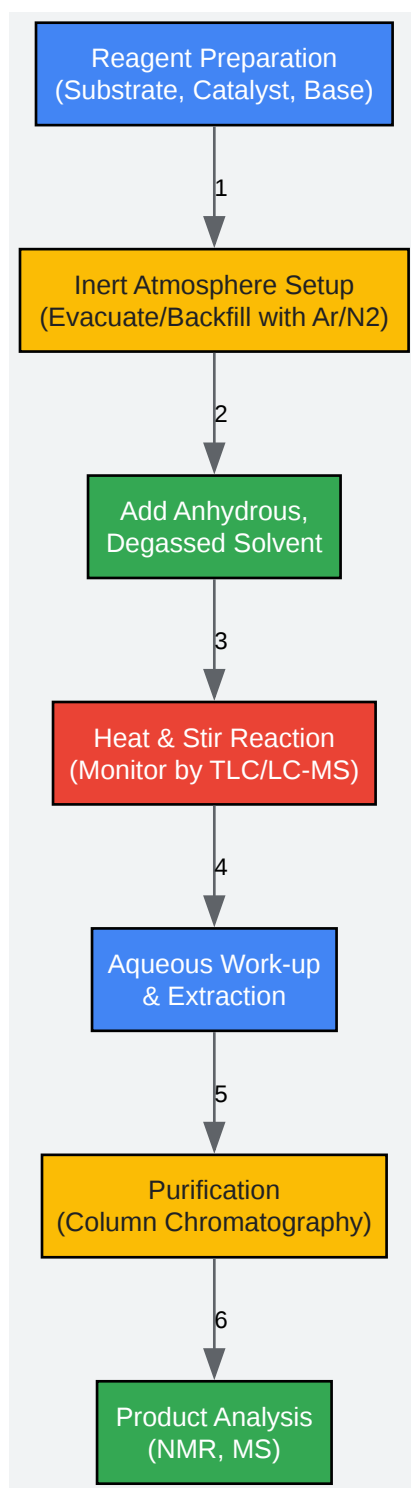 Reagent Preparation
(Substrate, Catalyst, Base)
1
Inert Atmosphere Setup
(Evacuate/Backfill with Ar/N2)
2
Add Anhydrous,
Degassed Solvent
3
Heat & Stir Reaction
(Monitor by TLC/LC-MS)
4
Aqueous Work-up
& Extraction
5
Purification
(Column Chromatography)
6
Product Analysis
(NMR, MS)